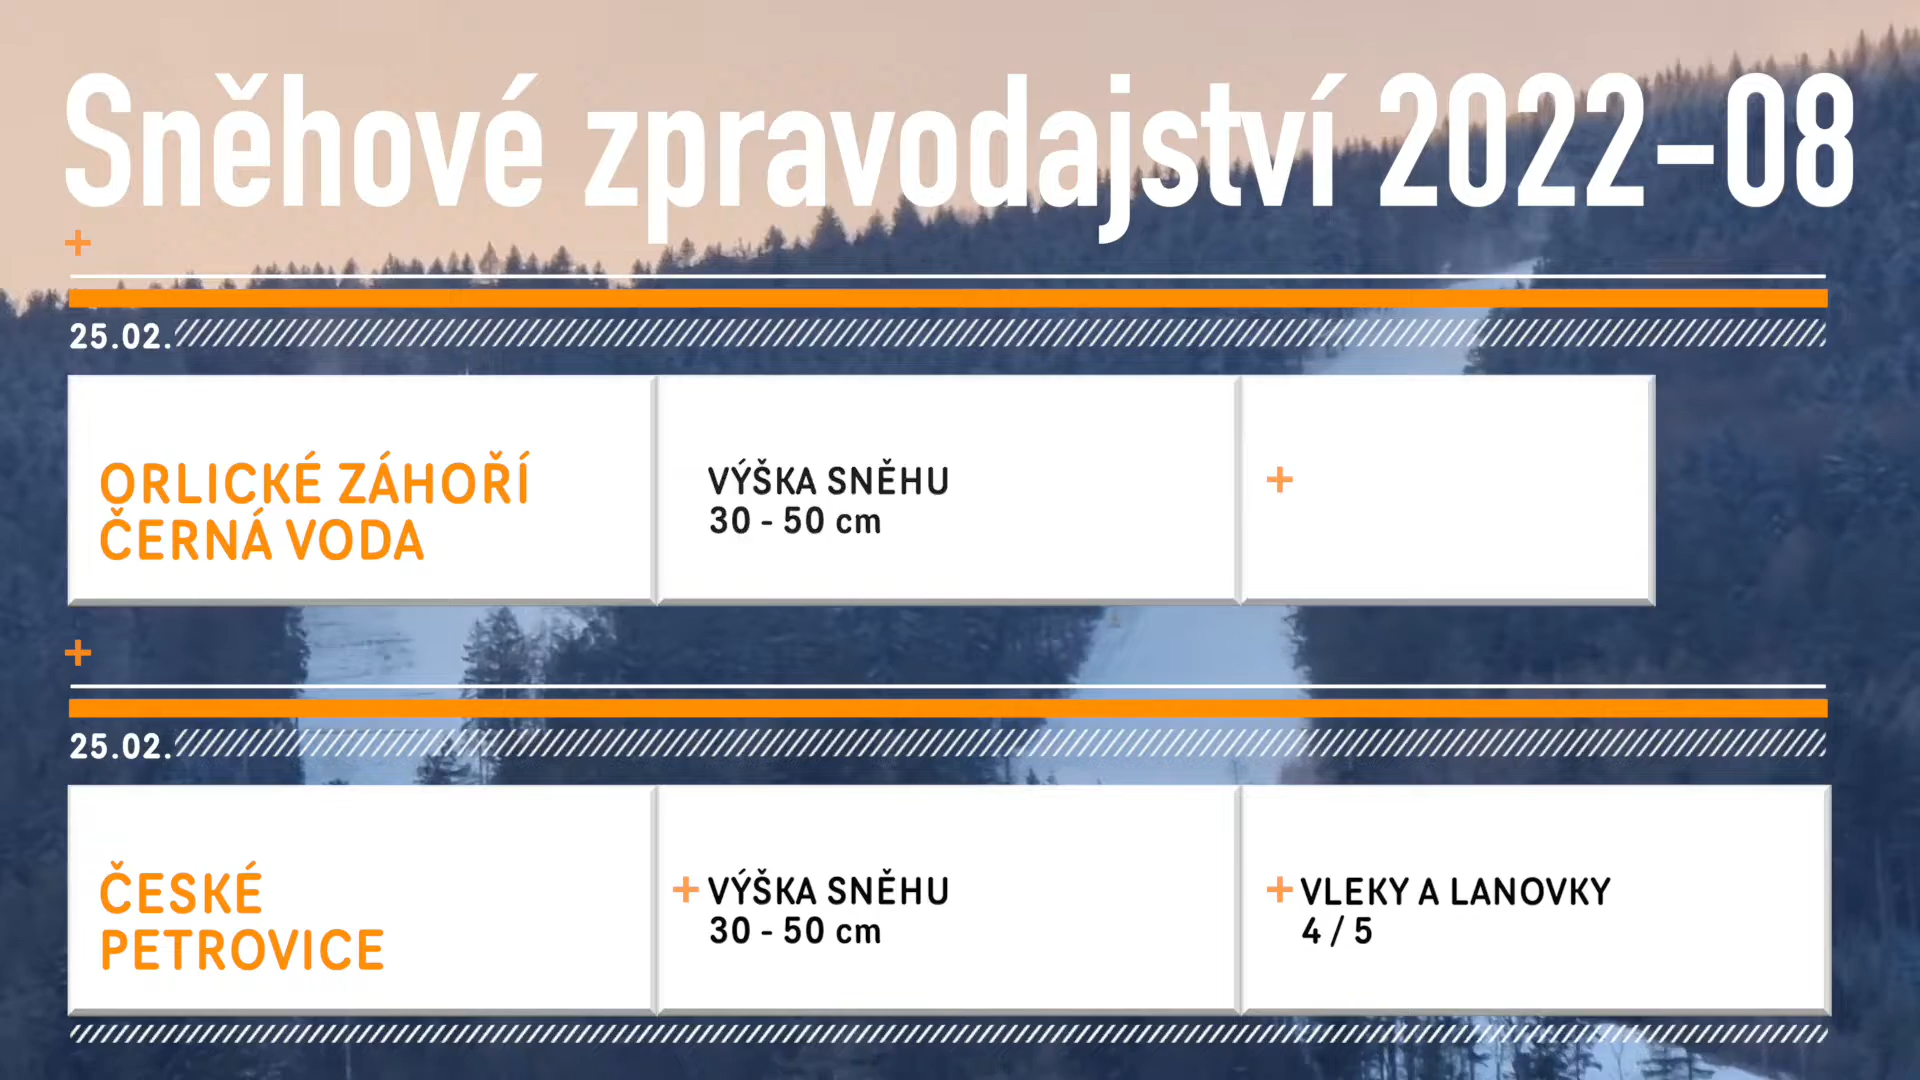 Sněhové zpravodajství 2022-08
25.02.
ORLICKÉ ZÁHOŘÍ
ČERNÁ VODA
VÝŠKA SNĚHU
30 - 50 cm
25.02.
ČESKÉ
PETROVICE
VÝŠKA SNĚHU
30 - 50 cm
VLEKY A LANOVKY
4 / 5